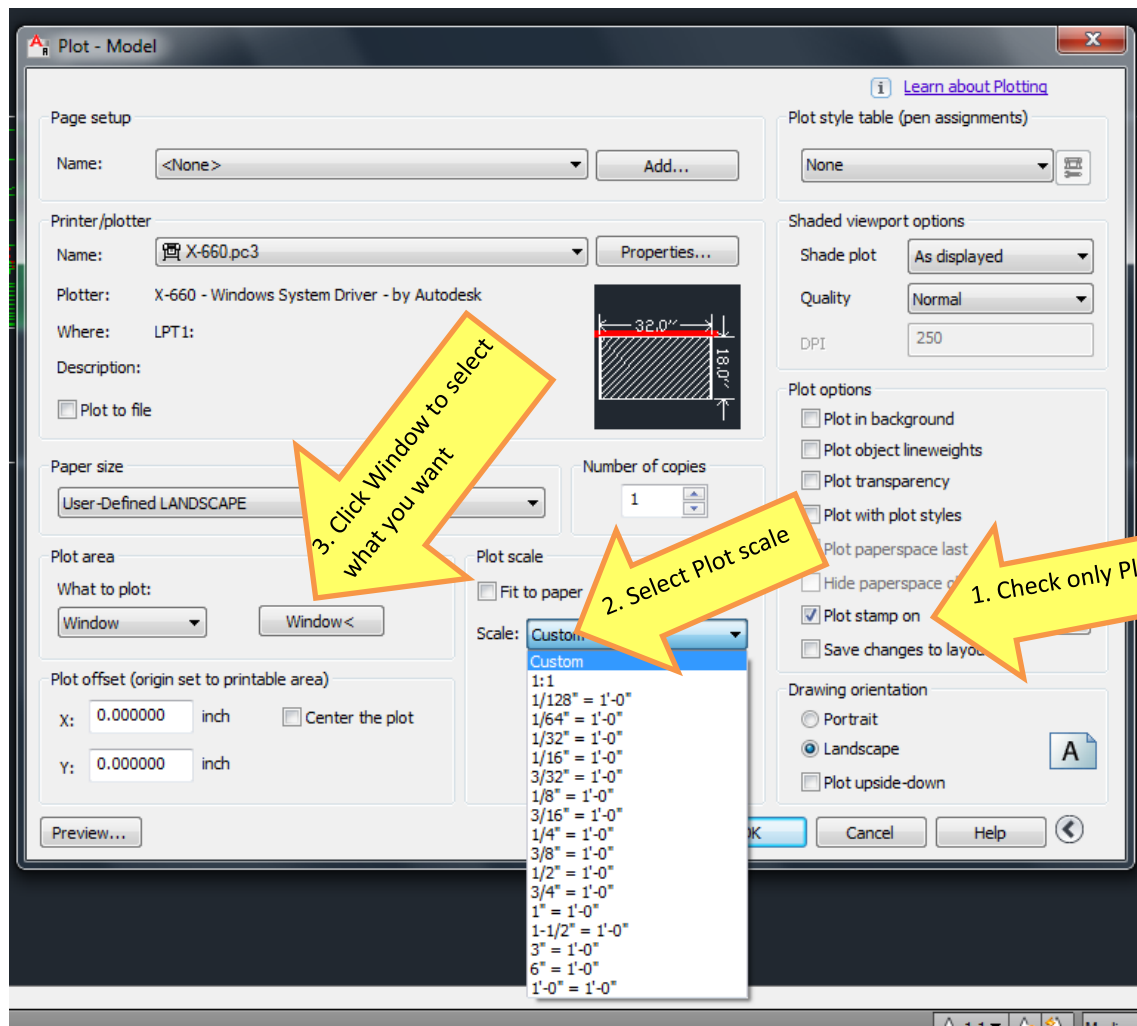 Plot - Model
Learn about Plotting
Page setup
Name: <None> Add...
Plot style table (pen assignments)
None
Printer/plotter
Name: X-660.pc3 Properties...
Plotter: X-660 - Windows System Driver - by Autodesk
Where: LPT1:
Description:
Plot to file
32.0"
18.0"
Shaded viewport options
Shade plot As displayed
Quality Normal
DPI 250
Paper size
User-Defined LANDSCAPE
Number of copies
1
Plot options
Plot in background
Plot object lineweights
Plot transparency
Plot with plot styles
Plot paperspace last
Hide paperspace
Plot stamp on
Save changes to
Plot area
What to plot:
Window Window<
Plot scale
Fit to paper
Scale: Custom
Custom
1:1
1/128" = 1'-0"
1/64" = 1'-0"
1/32" = 1'-0"
1/16" = 1'-0"
3/32" = 1'-0"
1/8" = 1'-0"
3/16" = 1'-0"
1/4" = 1'-0"
3/8" = 1'-0"
1/2" = 1'-0"
3/4" = 1'-0"
1" = 1'-0"
1-1/2" = 1'-0"
3" = 1'-0"
6" = 1'-0"
1'-0" = 1'-0"
Plot offset (origin set to printable area)
X: 0.000000 inch Center the plot
Y: 0.000000 inch
Drawing orientation
Portrait
Landscape
A
Plot upside-down
Preview... Cancel Help
3. Click Window to select
what you want
2. Select Plot scale
1. Check only Pl